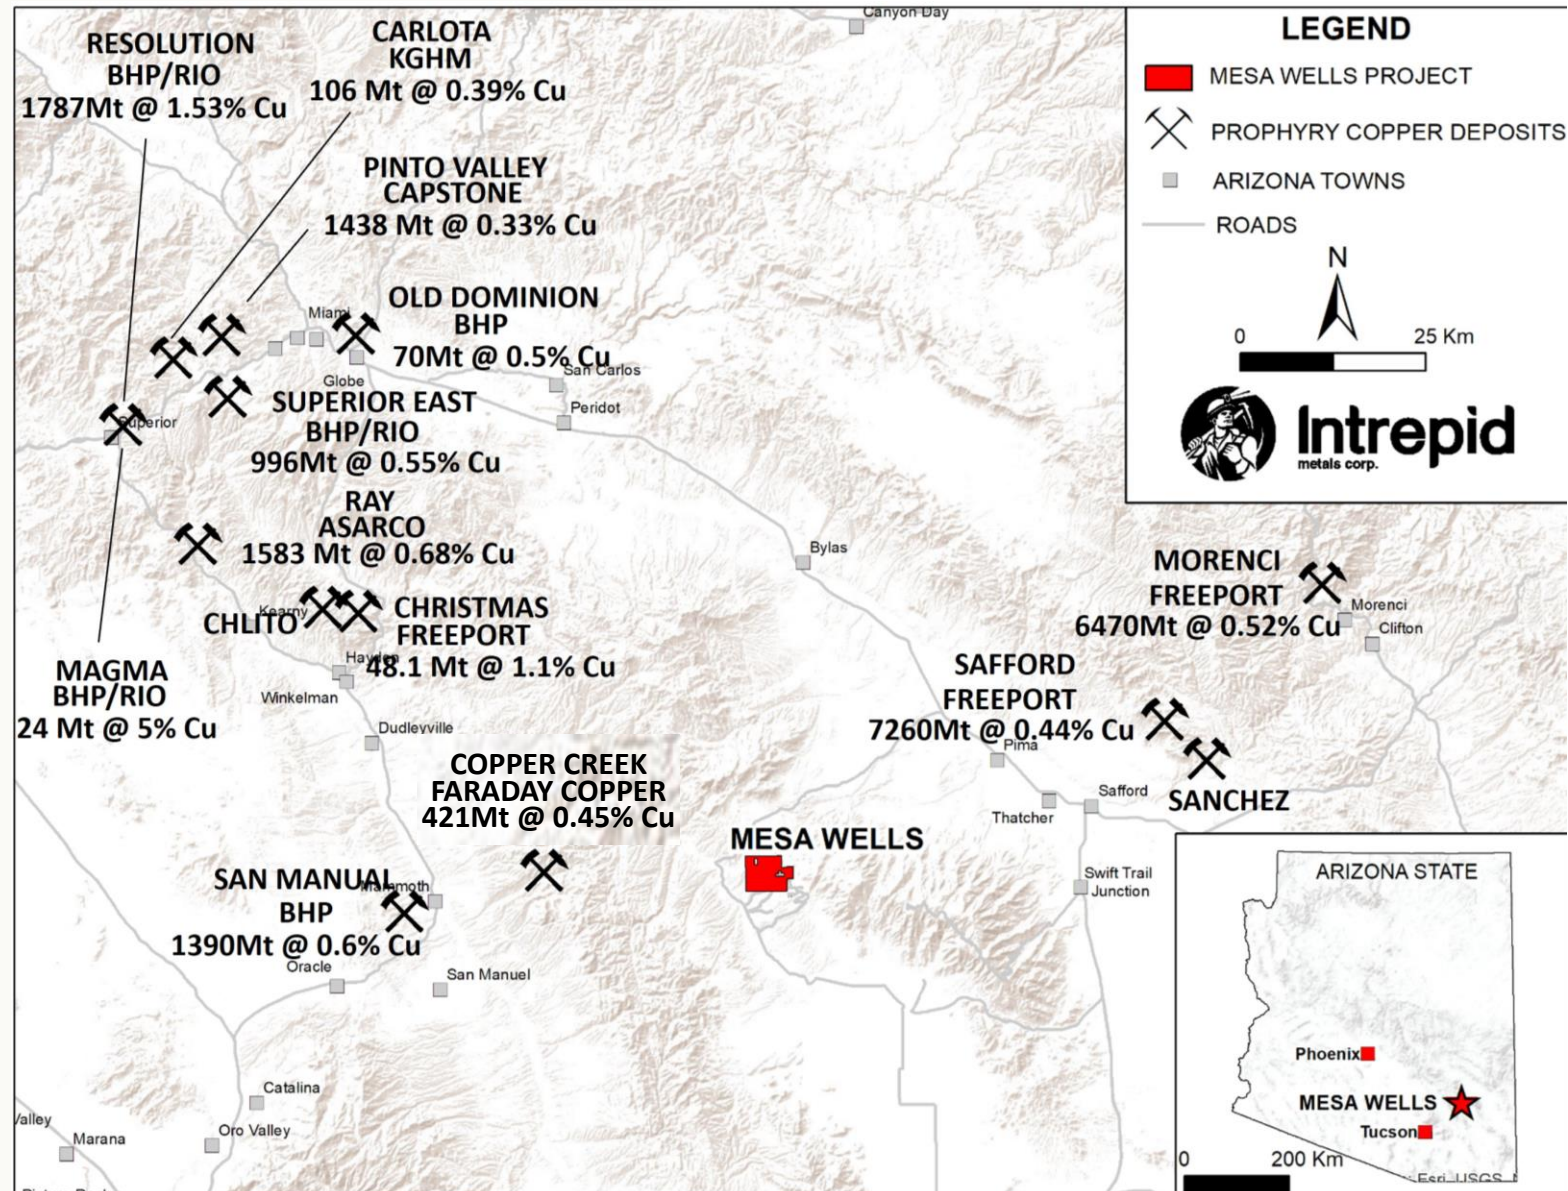 Canyon Day
RESOLUTION
BHP/RIO
1787Mt @ 1.53% Cu
CARLOTA
KGHM
106 Mt @ 0.39% Cu
PINTO VALLEY
CAPSTONE
1438 Mt @ 0.33% Cu
Miami
OLD DOMINION
BHP
70Mt @ 0.5% Cu
San Carlos
Globe
Peridot
Superior
SUPERIOR EAST
BHP/RIO
996Mt @ 0.55% Cu
RAY
ASARCO
1583 Mt @ 0.68% Cu
Bylas
Kearny
CHLITO
CHRISTMAS
FREEPORT
48.1 Mt @ 1.1% Cu
Hayden
Winkelman
MAGMA
BHP/RIO
24 Mt @ 5% Cu
Dudleyville
COPPER CREEK
FARADAY COPPER
421Mt @ 0.45% Cu
MESA WELLS
SAN MANUAL
BHP
1390Mt @ 0.6% Cu
Mammoth
Oracle
San Manuel
Catalina
Oro Valley
Valley
Marana
MORENCI
FREEPORT
6470Mt @ 0.52% Cu
Morenci
Clifton
SAFFORD
FREEPORT
7260Mt @ 0.44% Cu
Pima
SANCHEZ
Safford
Thatcher
Swift Trail
Junction
LEGEND
MESA WELLS PROJECT
PROPHYRY COPPER DEPOSITS
ARIZONA TOWNS
ROADS
N
0 25 Km
Intrepid
metals corp.
ARIZONA STATE
Phoenix
MESA WELLS
Tucson
0 200 Km
Esri, USGS